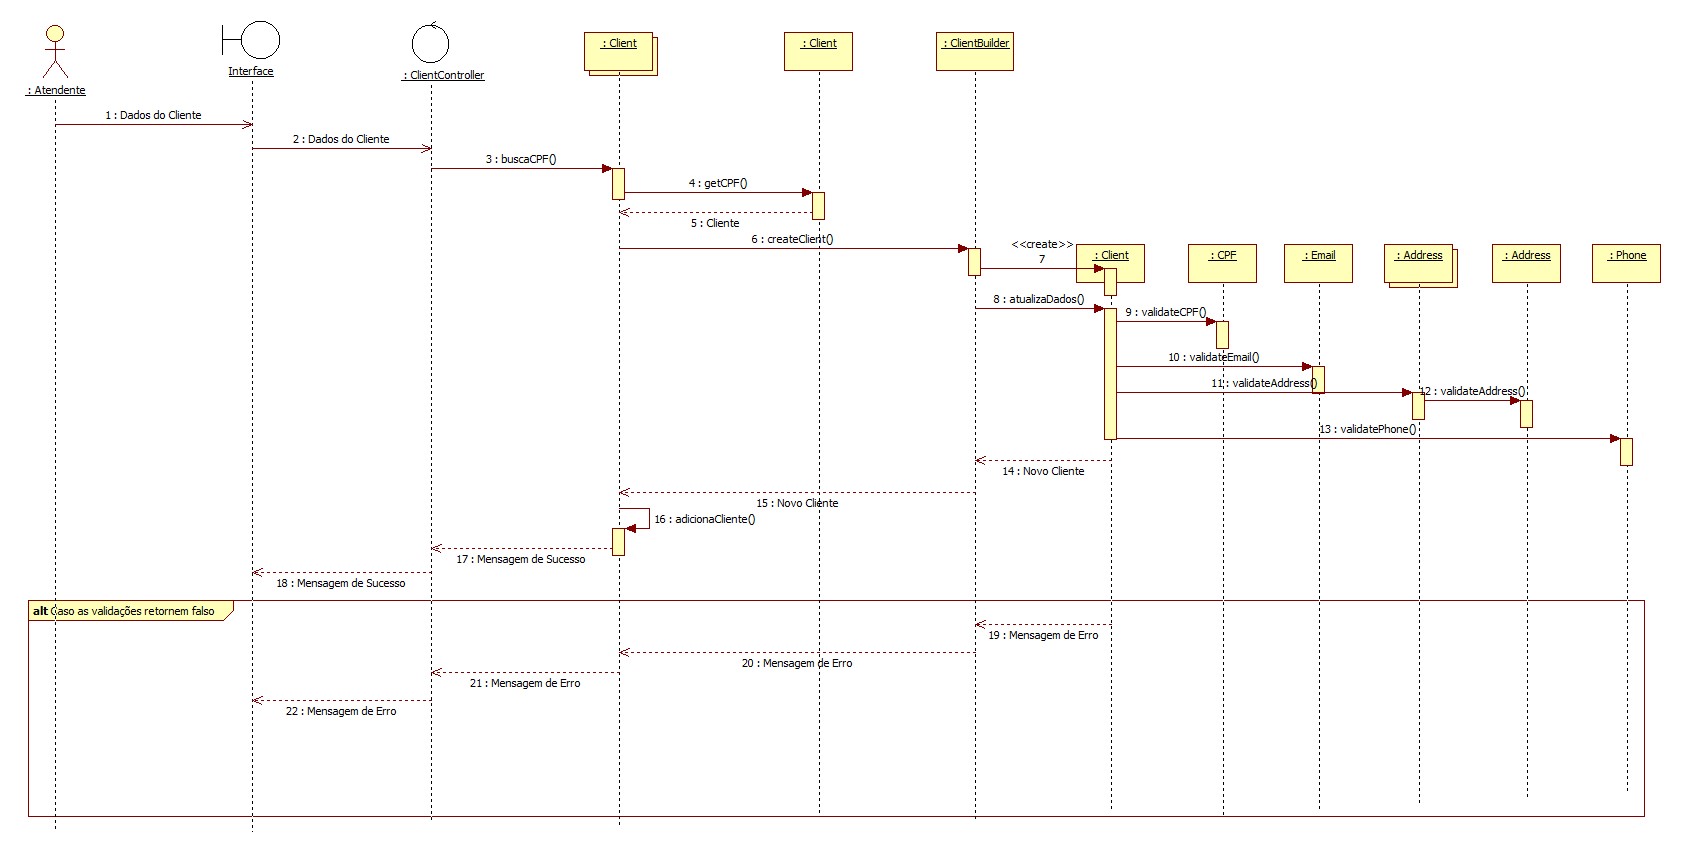 : Client
: Client
: ClientBuilder
Interface
: ClientController
: Atendente
1 : Dados do Cliente
2 : Dados do Cliente
3 : buscaCPF()
4 : getCPF()
5 : Cliente
6 : createClient()
<<create>>
7
: Client
: CPF
: Email
: Address
: Address
: Phone
8 : atualizaDados()
9 : validateCPF()
10 : validateEmail()
11 : validateAddress()
12 : validateAddress()
13 : validatePhone()
14 : Novo Cliente
15 : Novo Cliente
16 : adicionaCliente()
17 : Mensagem de Sucesso
18 : Mensagem de Sucesso
alt Caso as validações retornem falso
19 : Mensagem de Erro
20 : Mensagem de Erro
21 : Mensagem de Erro
22 : Mensagem de Erro